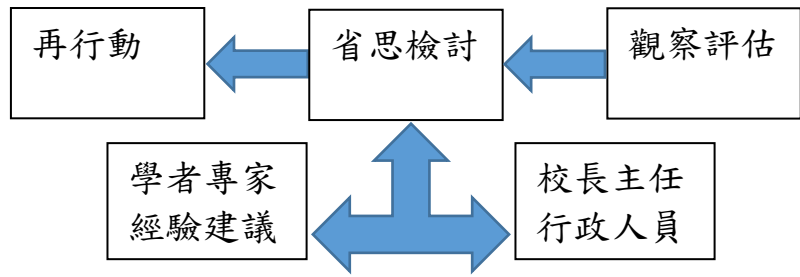 再行動
省思檢討
觀察評估
學者專家
經驗建議
校長主任
行政人員